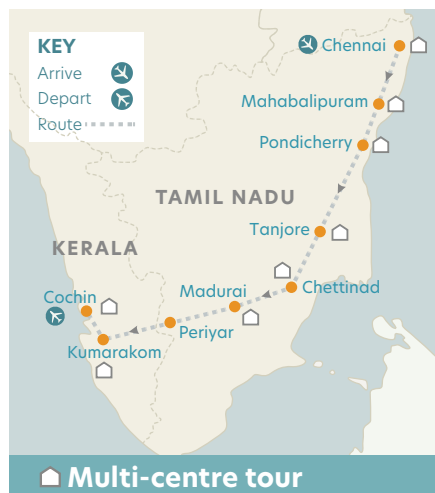 KEY
Arrive
Depart
Route
Chennai
Mahabalipuram
Pondicherry
TAMIL NADU
Tanjore
KERALA
Chettinad
Madurai
Cochin
Periyar
Kumarakom
Multi-centre tour